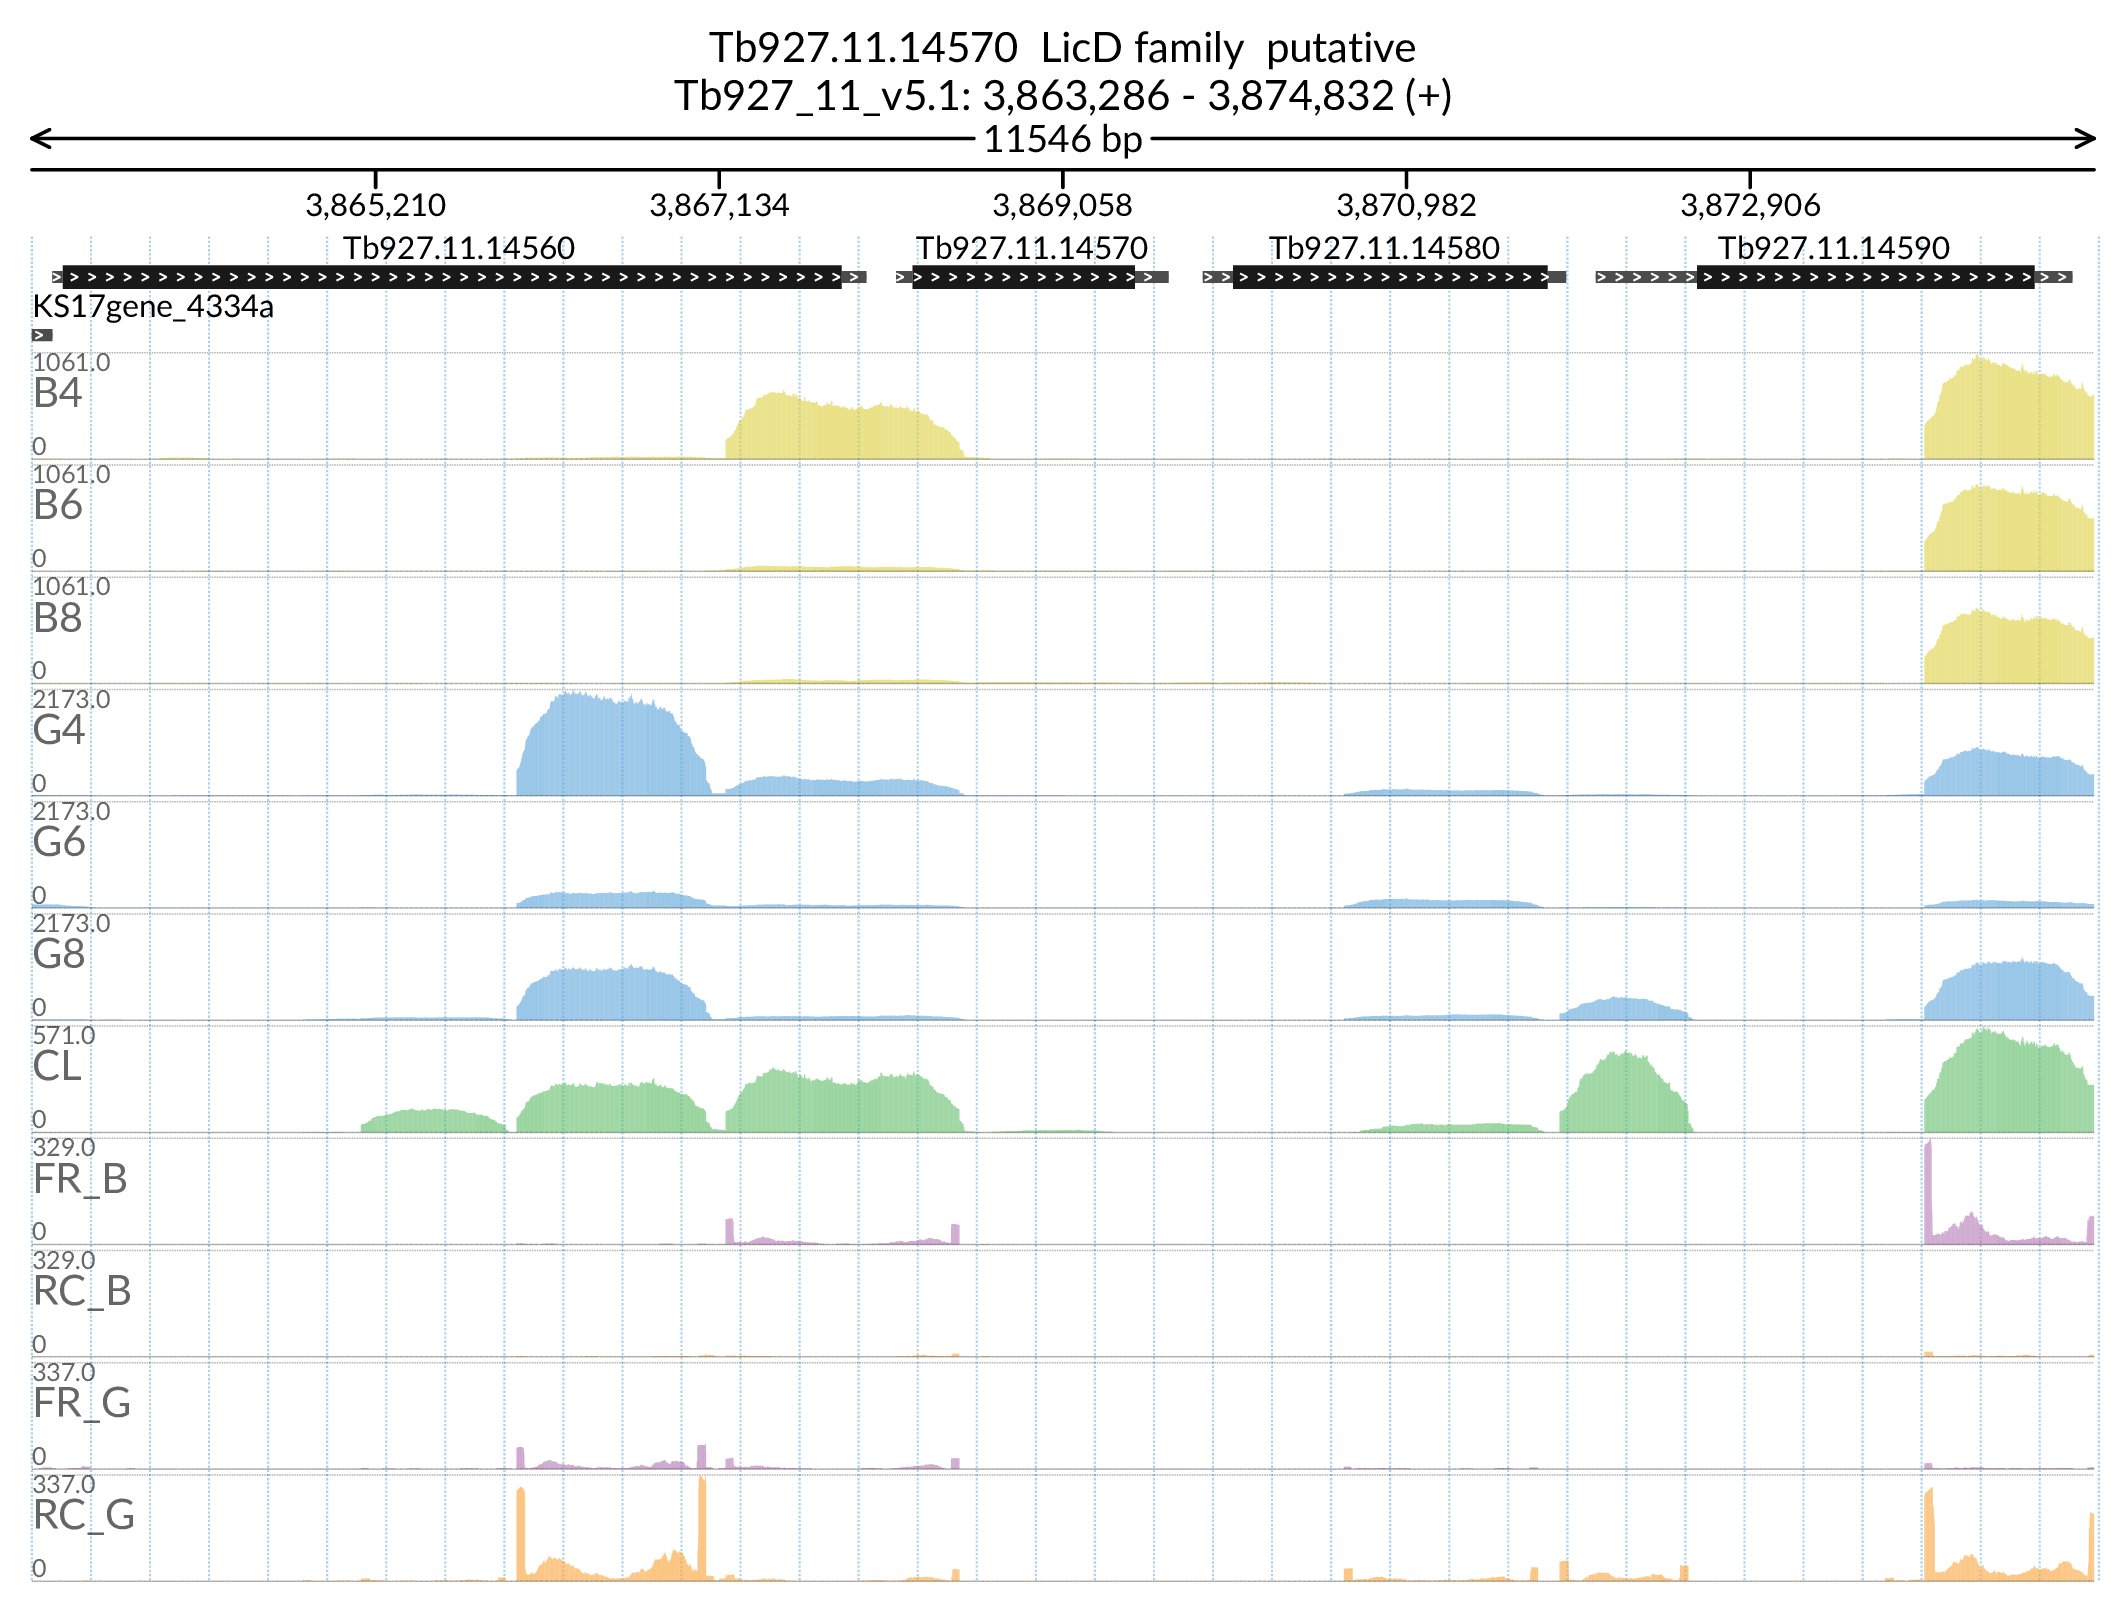 Tb927.11.14570 LicD family putative
Tb927_11_v5.1: 3,863,286 - 3,874,832 (+)
11546 bp
3,865,210 3,867,134 3,869,058 3,870,982 3,872,906
Tb927.11.14560 Tb927.11.14570 Tb927.11.14580 Tb927.11.14590
KS17gene_4334a
1061.0
B4
0
1061.0
B6
0
1061.0
B8
0
2173.0
G4
0
2173.0
G6
0
2173.0
G8
0
571.0
CL
0
329.0
FR_B
0
329.0
RC_B
0
337.0
FR_G
0
337.0
RC_G
0